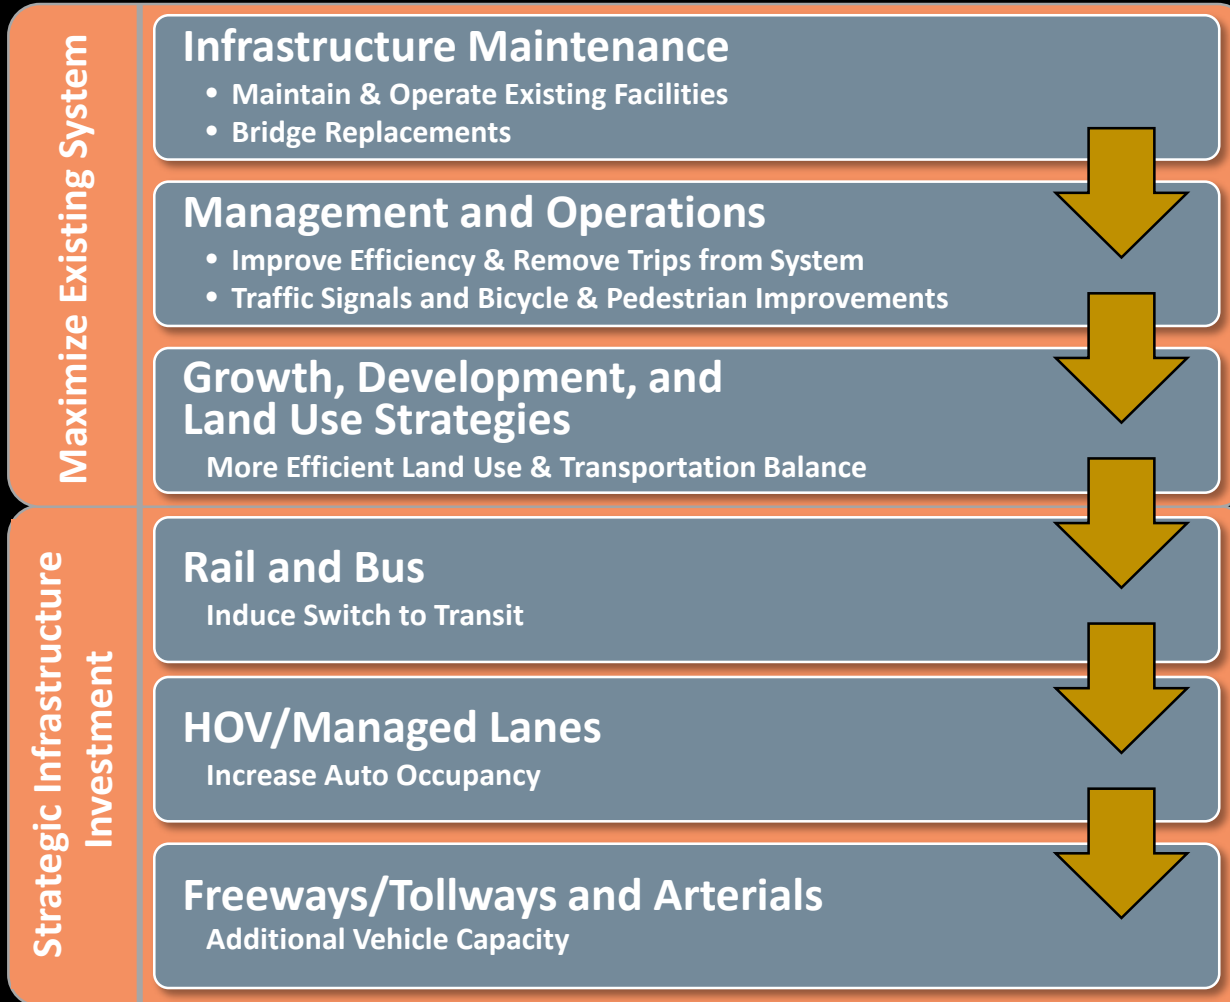 Maximize Existing System
Infrastructure Maintenance
• Maintain & Operate Existing Facilities
• Bridge Replacements
Management and Operations
• Improve Efficiency & Remove Trips from System
• Traffic Signals and Bicycle & Pedestrian Improvements
Growth, Development, and
Land Use Strategies
More Efficient Land Use & Transportation Balance
Strategic Infrastructure
Investment
Rail and Bus
Induce Switch to Transit
HOV/Managed Lanes
Increase Auto Occupancy
Freeways/Tollways and Arterials
Additional Vehicle Capacity